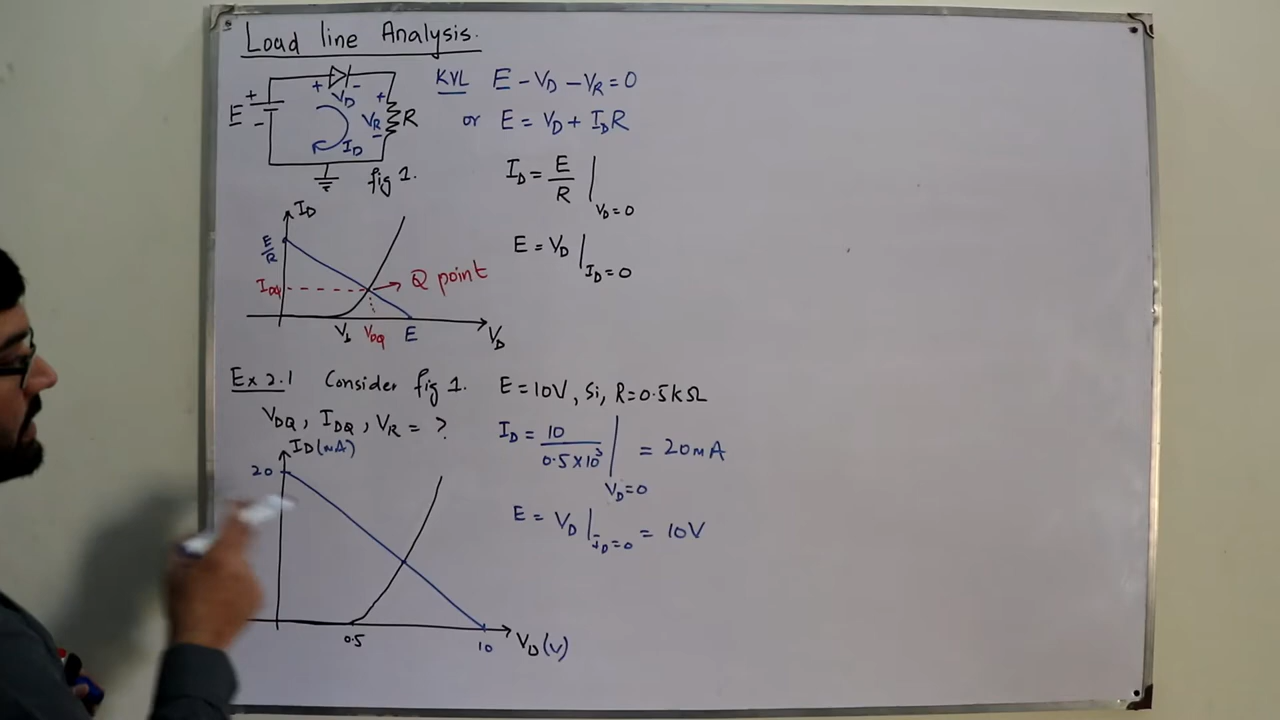 Load line Analysis.
+ - V_D
E + -
I_D
V_R + -
R
fig 1.
KVL E - V_D - V_R = 0
or E = V_D + I_D R
I_D = E/R | V_D = 0
E = V_D | I_D = 0
I_D
E/R
I_DQ
Q point
V_DQ E
V_D
Ex 2.1 Consider fig 1. E = 10V, Si, R = 0.5kΩ
V_DQ, I_DQ, V_R = ?
I_D = 10/0.5×10³ | V_D=0 = 20mA
E = V_D | I_D=0 = 10V
I_D(mA)
20
0.5
10
V_D(V)